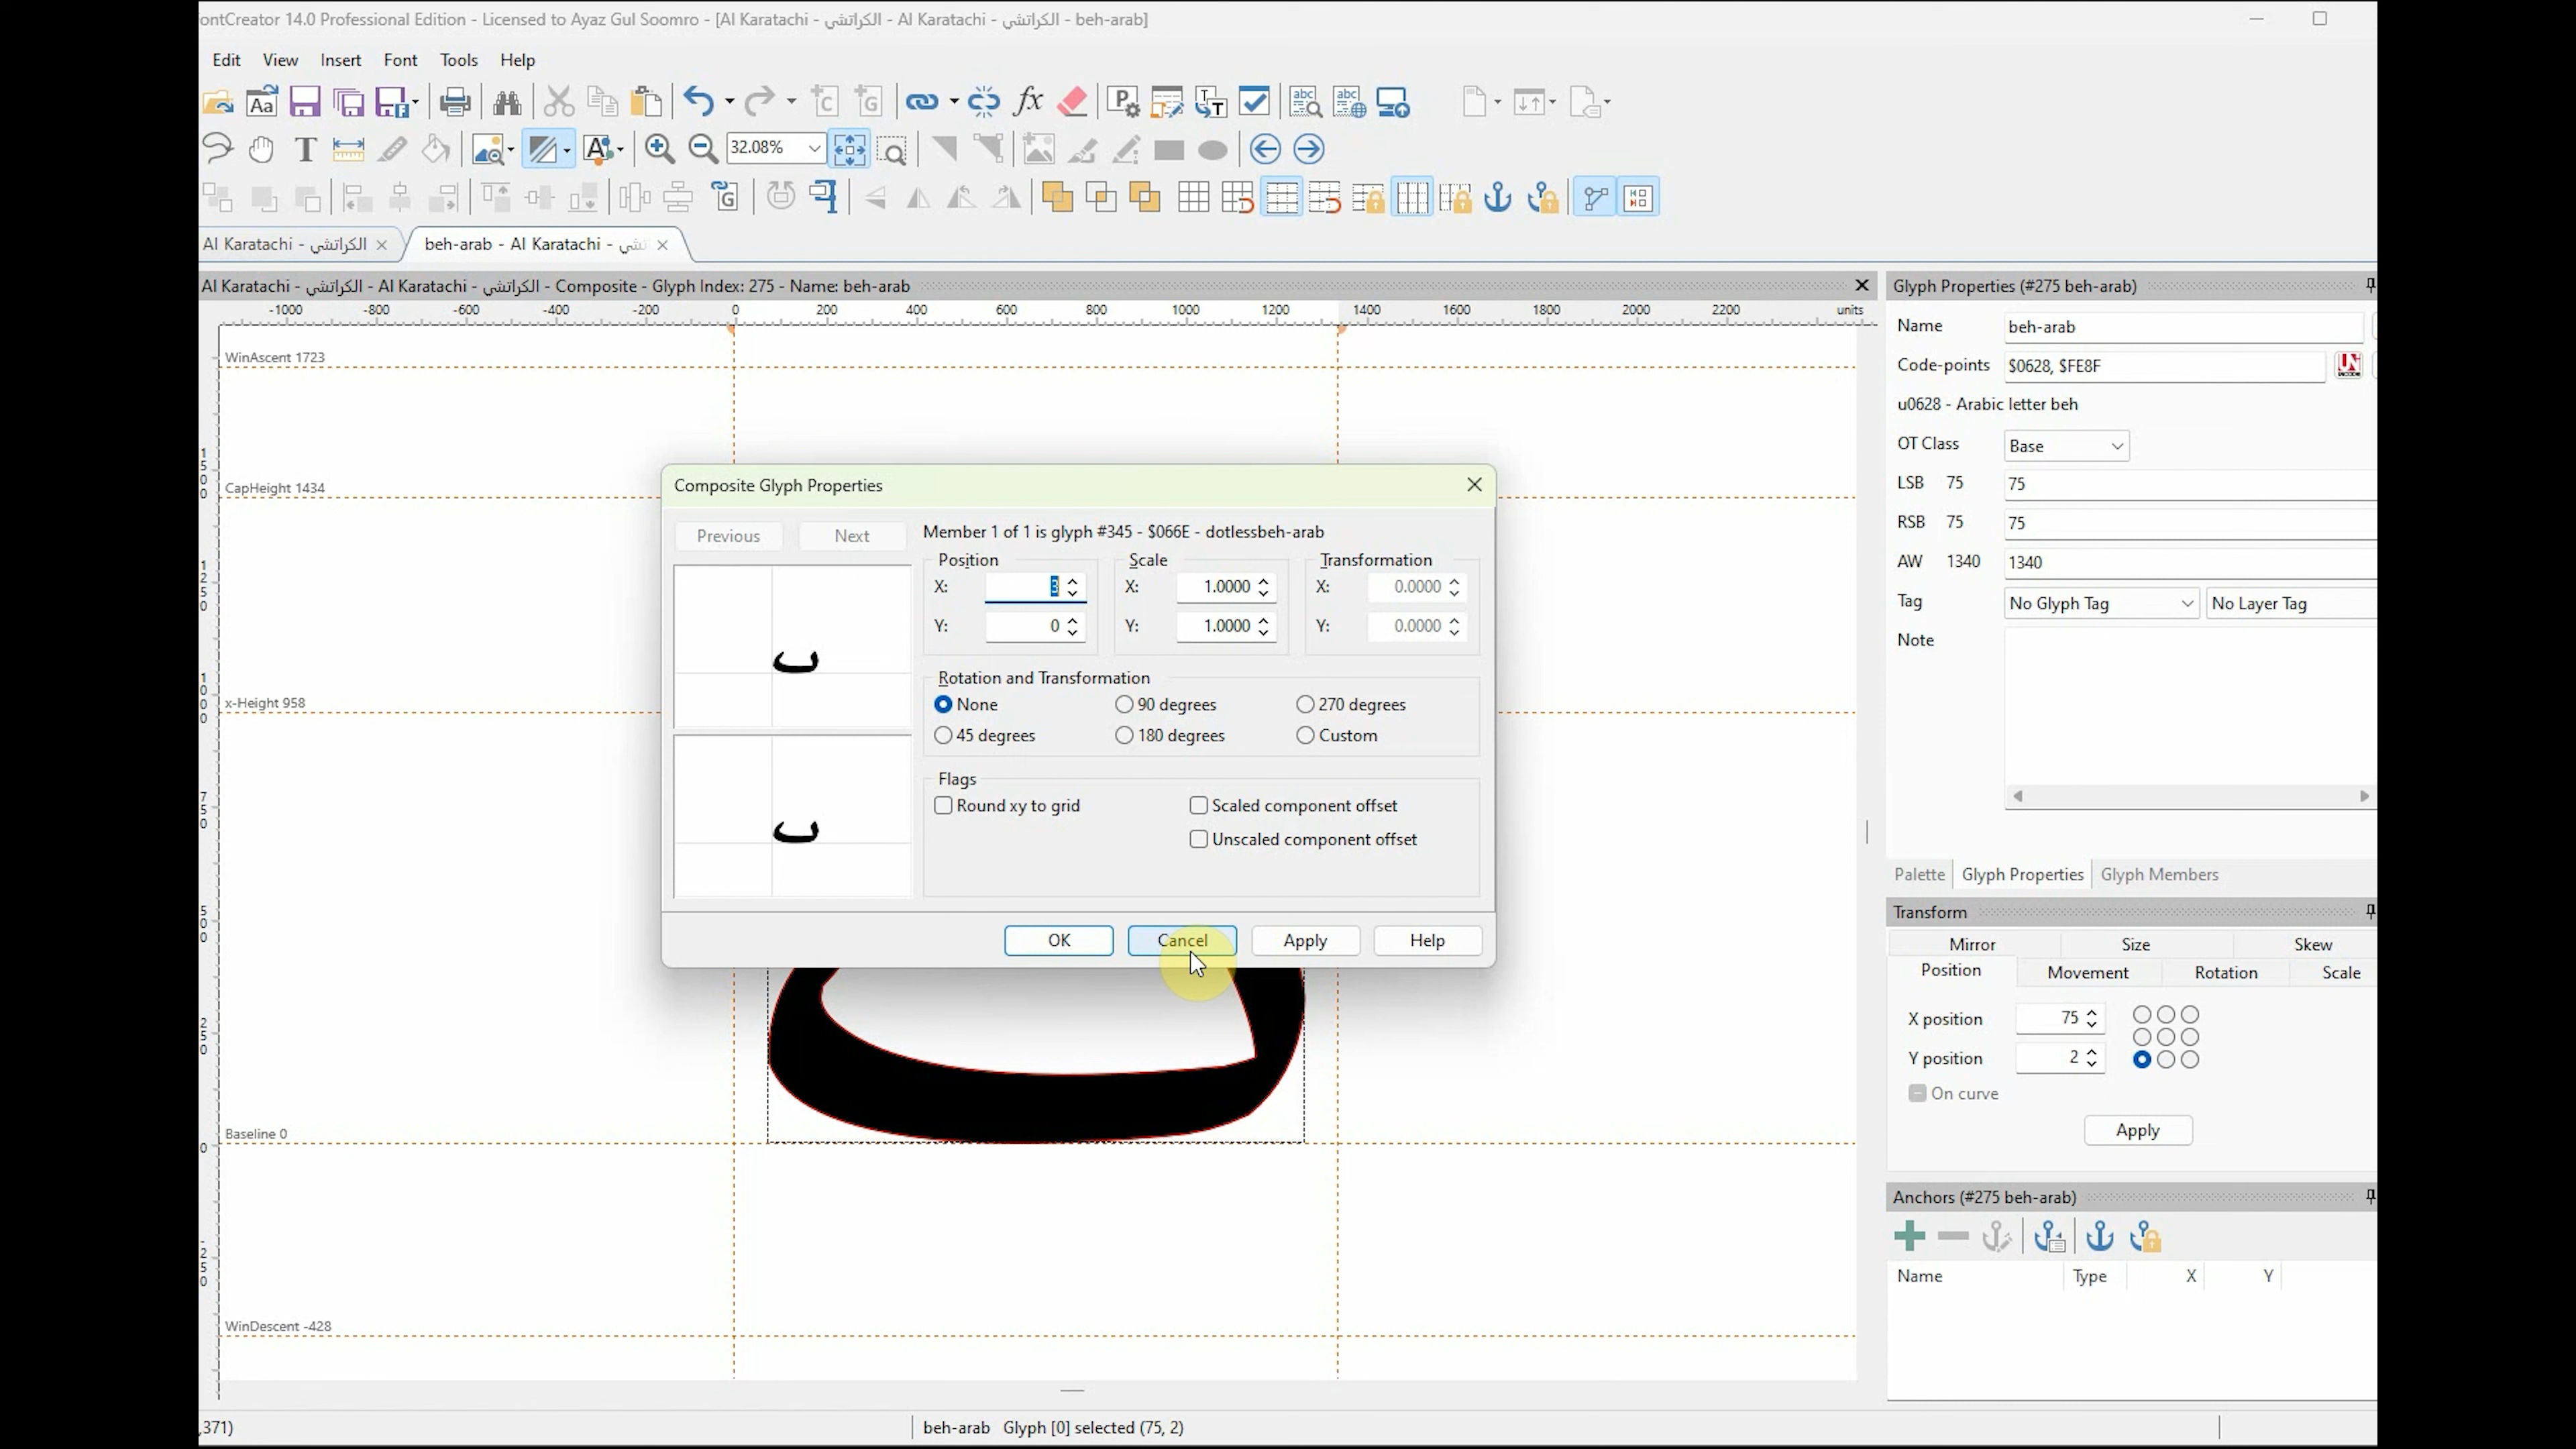 ontCreator 14.0 Professional Edition - Licensed to Ayaz Gul Soomro - [Al Karatachi - الكراتشي - Al Karatachi - الكراتشي - beh-arab]
Edit View Insert Font Tools Help
32.08%
Al Karatachi - الكراتشي
beh-arab - Al Karatachi - تشي
Al Karatachi - الكراتشي - Al Karatachi - الكراتشي - Composite - Glyph Index: 275 - Name: beh-arab
-1000 -800 -600 -400 -200 0 200 400 600 800 1000 1200 1400 1600 1800 2000 2200 units
WinAscent 1723
1500
CapHeight 1434
1250
1000
x-Height 958
750
500
250
Baseline 0
0
-250
WinDescent -428
Composite Glyph Properties
Previous Next
Member 1 of 1 is glyph #345 - $066E - dotlessbeh-arab
Position Scale Transformation
X: 3 X: 1.0000 X: 0.0000
Y: 0 Y: 1.0000 Y: 0.0000
Rotation and Transformation
None 90 degrees 270 degrees
45 degrees 180 degrees Custom
Flags
Round xy to grid Scaled component offset
Unscaled component offset
OK Cancel Apply Help
Glyph Properties (#275 beh-arab)
Name beh-arab
Code-points $0628, $FE8F
u0628 - Arabic letter beh
OT Class Base
LSB 75 75
RSB 75 75
AW 1340 1340
Tag No Glyph Tag No Layer Tag
Note
Palette Glyph Properties Glyph Members
Transform
Mirror Size Skew
Position Movement Rotation Scale
X position 75
Y position 2
On curve
Apply
Anchors (#275 beh-arab)
Name Type X Y
,371)
beh-arab Glyph [0] selected (75, 2)